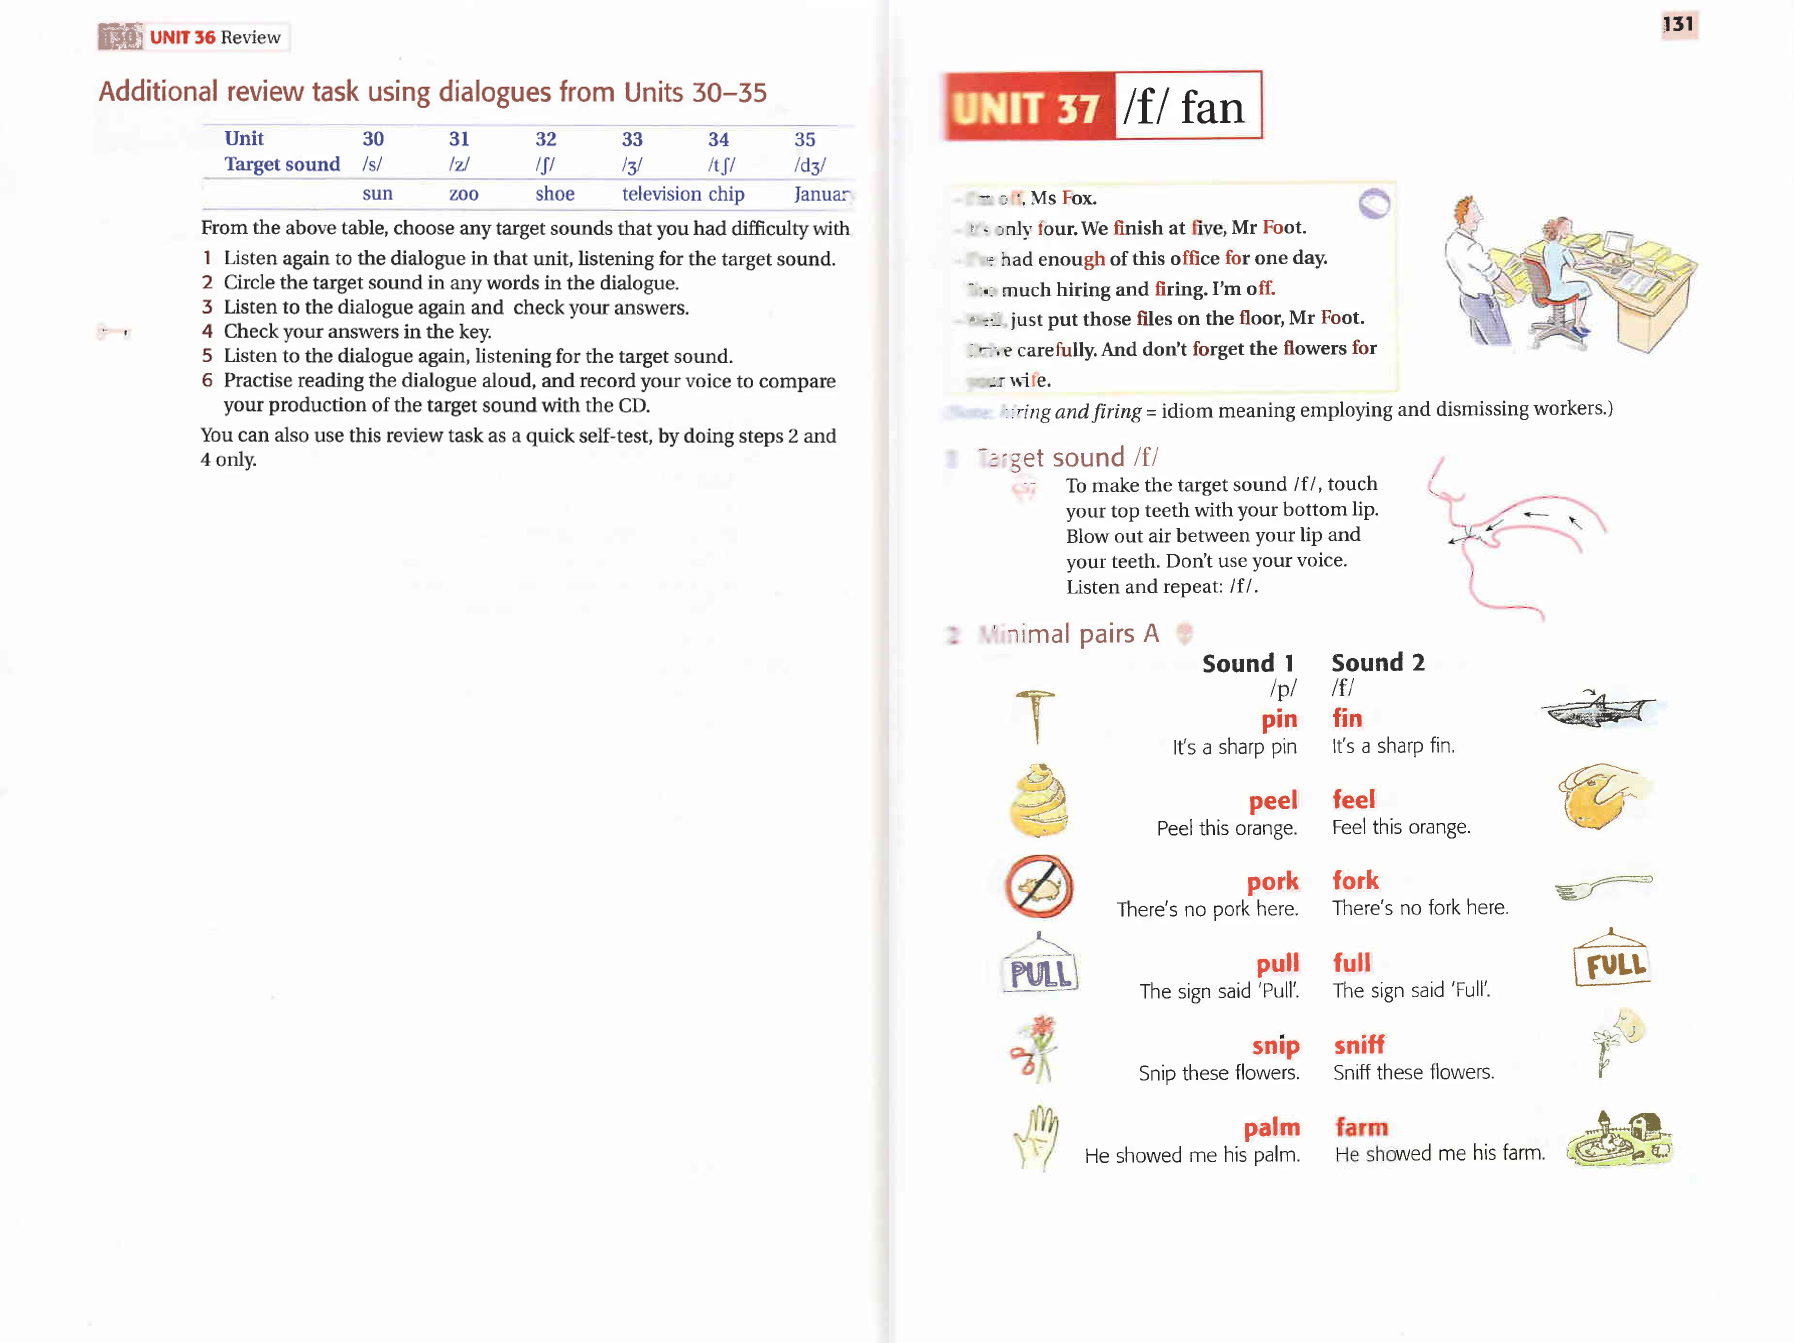 130 UNIT 36 Review
Additional review task using dialogues from Units 30–35
Unit 30 31 32 33 34 35
Target sound /s/ /z/ /ʃ/ /ʒ/ /tʃ/ /dʒ/
sun zoo shoe television chip Januar
From the above table, choose any target sounds that you had difficulty with
1 Listen again to the dialogue in that unit, listening for the target sound.
2 Circle the target sound in any words in the dialogue.
3 Listen to the dialogue again and check your answers.
4 Check your answers in the key.
5 Listen to the dialogue again, listening for the target sound.
6 Practise reading the dialogue aloud, and record your voice to compare
your production of the target sound with the CD.
You can also use this review task as a quick self-test, by doing steps 2 and
4 only.
131
UNIT 37 /f/ fan
off, Ms Fox.
only four. We finish at five, Mr Foot.
had enough of this office for one day.
much hiring and firing. I'm off.
just put those files on the floor, Mr Foot.
carefully. And don't forget the flowers for
wife.
hiring and firing = idiom meaning employing and dismissing workers.)
Target sound /f/
To make the target sound /f/, touch
your top teeth with your bottom lip.
Blow out air between your lip and
your teeth. Don't use your voice.
Listen and repeat: /f/.
2 Minimal pairs A
Sound 1 Sound 2
/p/ /f/
pin fin
It's a sharp pin It's a sharp fin.
peel feel
Peel this orange. Feel this orange.
pork fork
There's no pork here. There's no fork here.
PULL
pull full
FULL
The sign said 'Pull'. The sign said 'Full'.
snip sniff
Snip these flowers. Sniff these flowers.
palm farm
He showed me his palm. He showed me his farm.